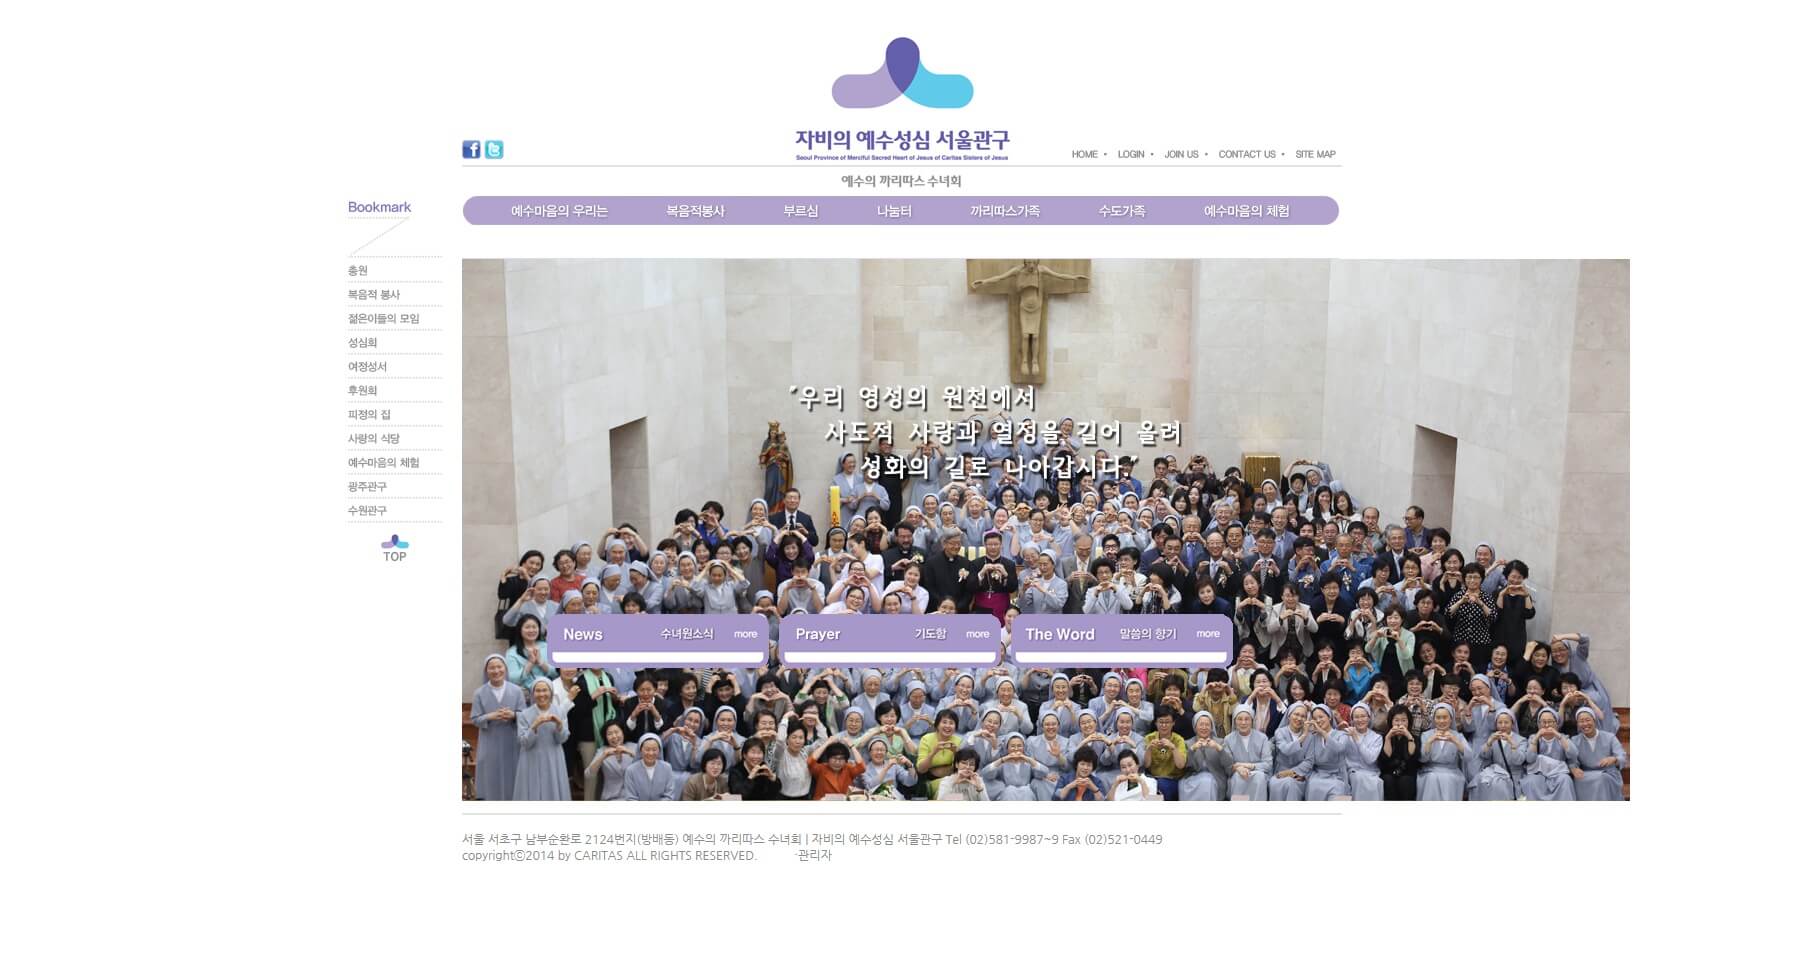 자비의 예수성심 서울관구
Seoul Province of Merciful Sacred Heart of Jesus of Caritas Sisters of Jesus
HOME • LOGIN • JOIN US • CONTACT US • SITE MAP
예수의 까리따스 수녀회
예수마음의 우리는 복음적봉사 부르심 나눔터 까리따스가족 수도가족 예수마음의 체험
Bookmark
총원
복음적 봉사
젊은이들의 모임
성심회
여정성서
후원회
피정의 집
사랑의 식당
예수마음의 체험
광주관구
수원관구
TOP
"우리 영성의 원천에서
사도적 사랑과 열정을 길어 올려
성화의 길로 나아갑시다."
News 수녀원소식 more
Prayer 기도함 more
The Word 말씀의 향기 more
서울 서초구 남부순환로 2124번지(방배동) 예수의 까리따스 수녀회 | 자비의 예수성심 서울관구 Tel (02)581-9987~9 Fax (02)521-0449
copyrightⓒ2014 by CARITAS ALL RIGHTS RESERVED. ·관리자